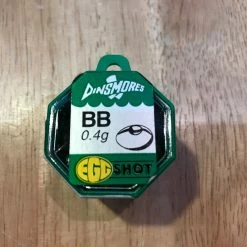 DINSMORES
BB
0.4g
EGG SHOT